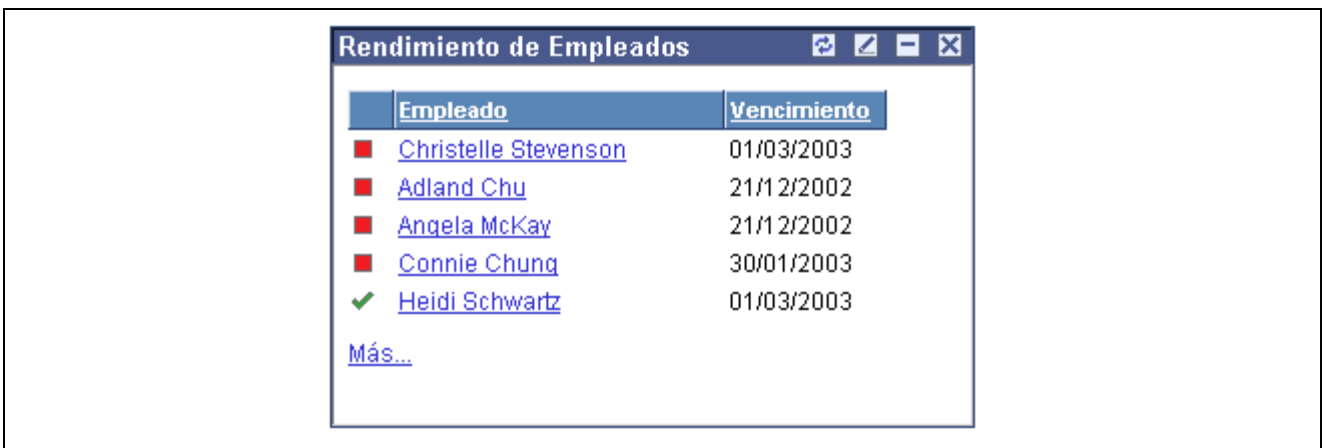 Rendimiento de Empleados
Empleado Vencimiento
Christelle Stevenson 01/03/2003
Adland Chu 21/12/2002
Angela McKay 21/12/2002
Connie Chung 30/01/2003
Heidi Schwartz 01/03/2003
Más...